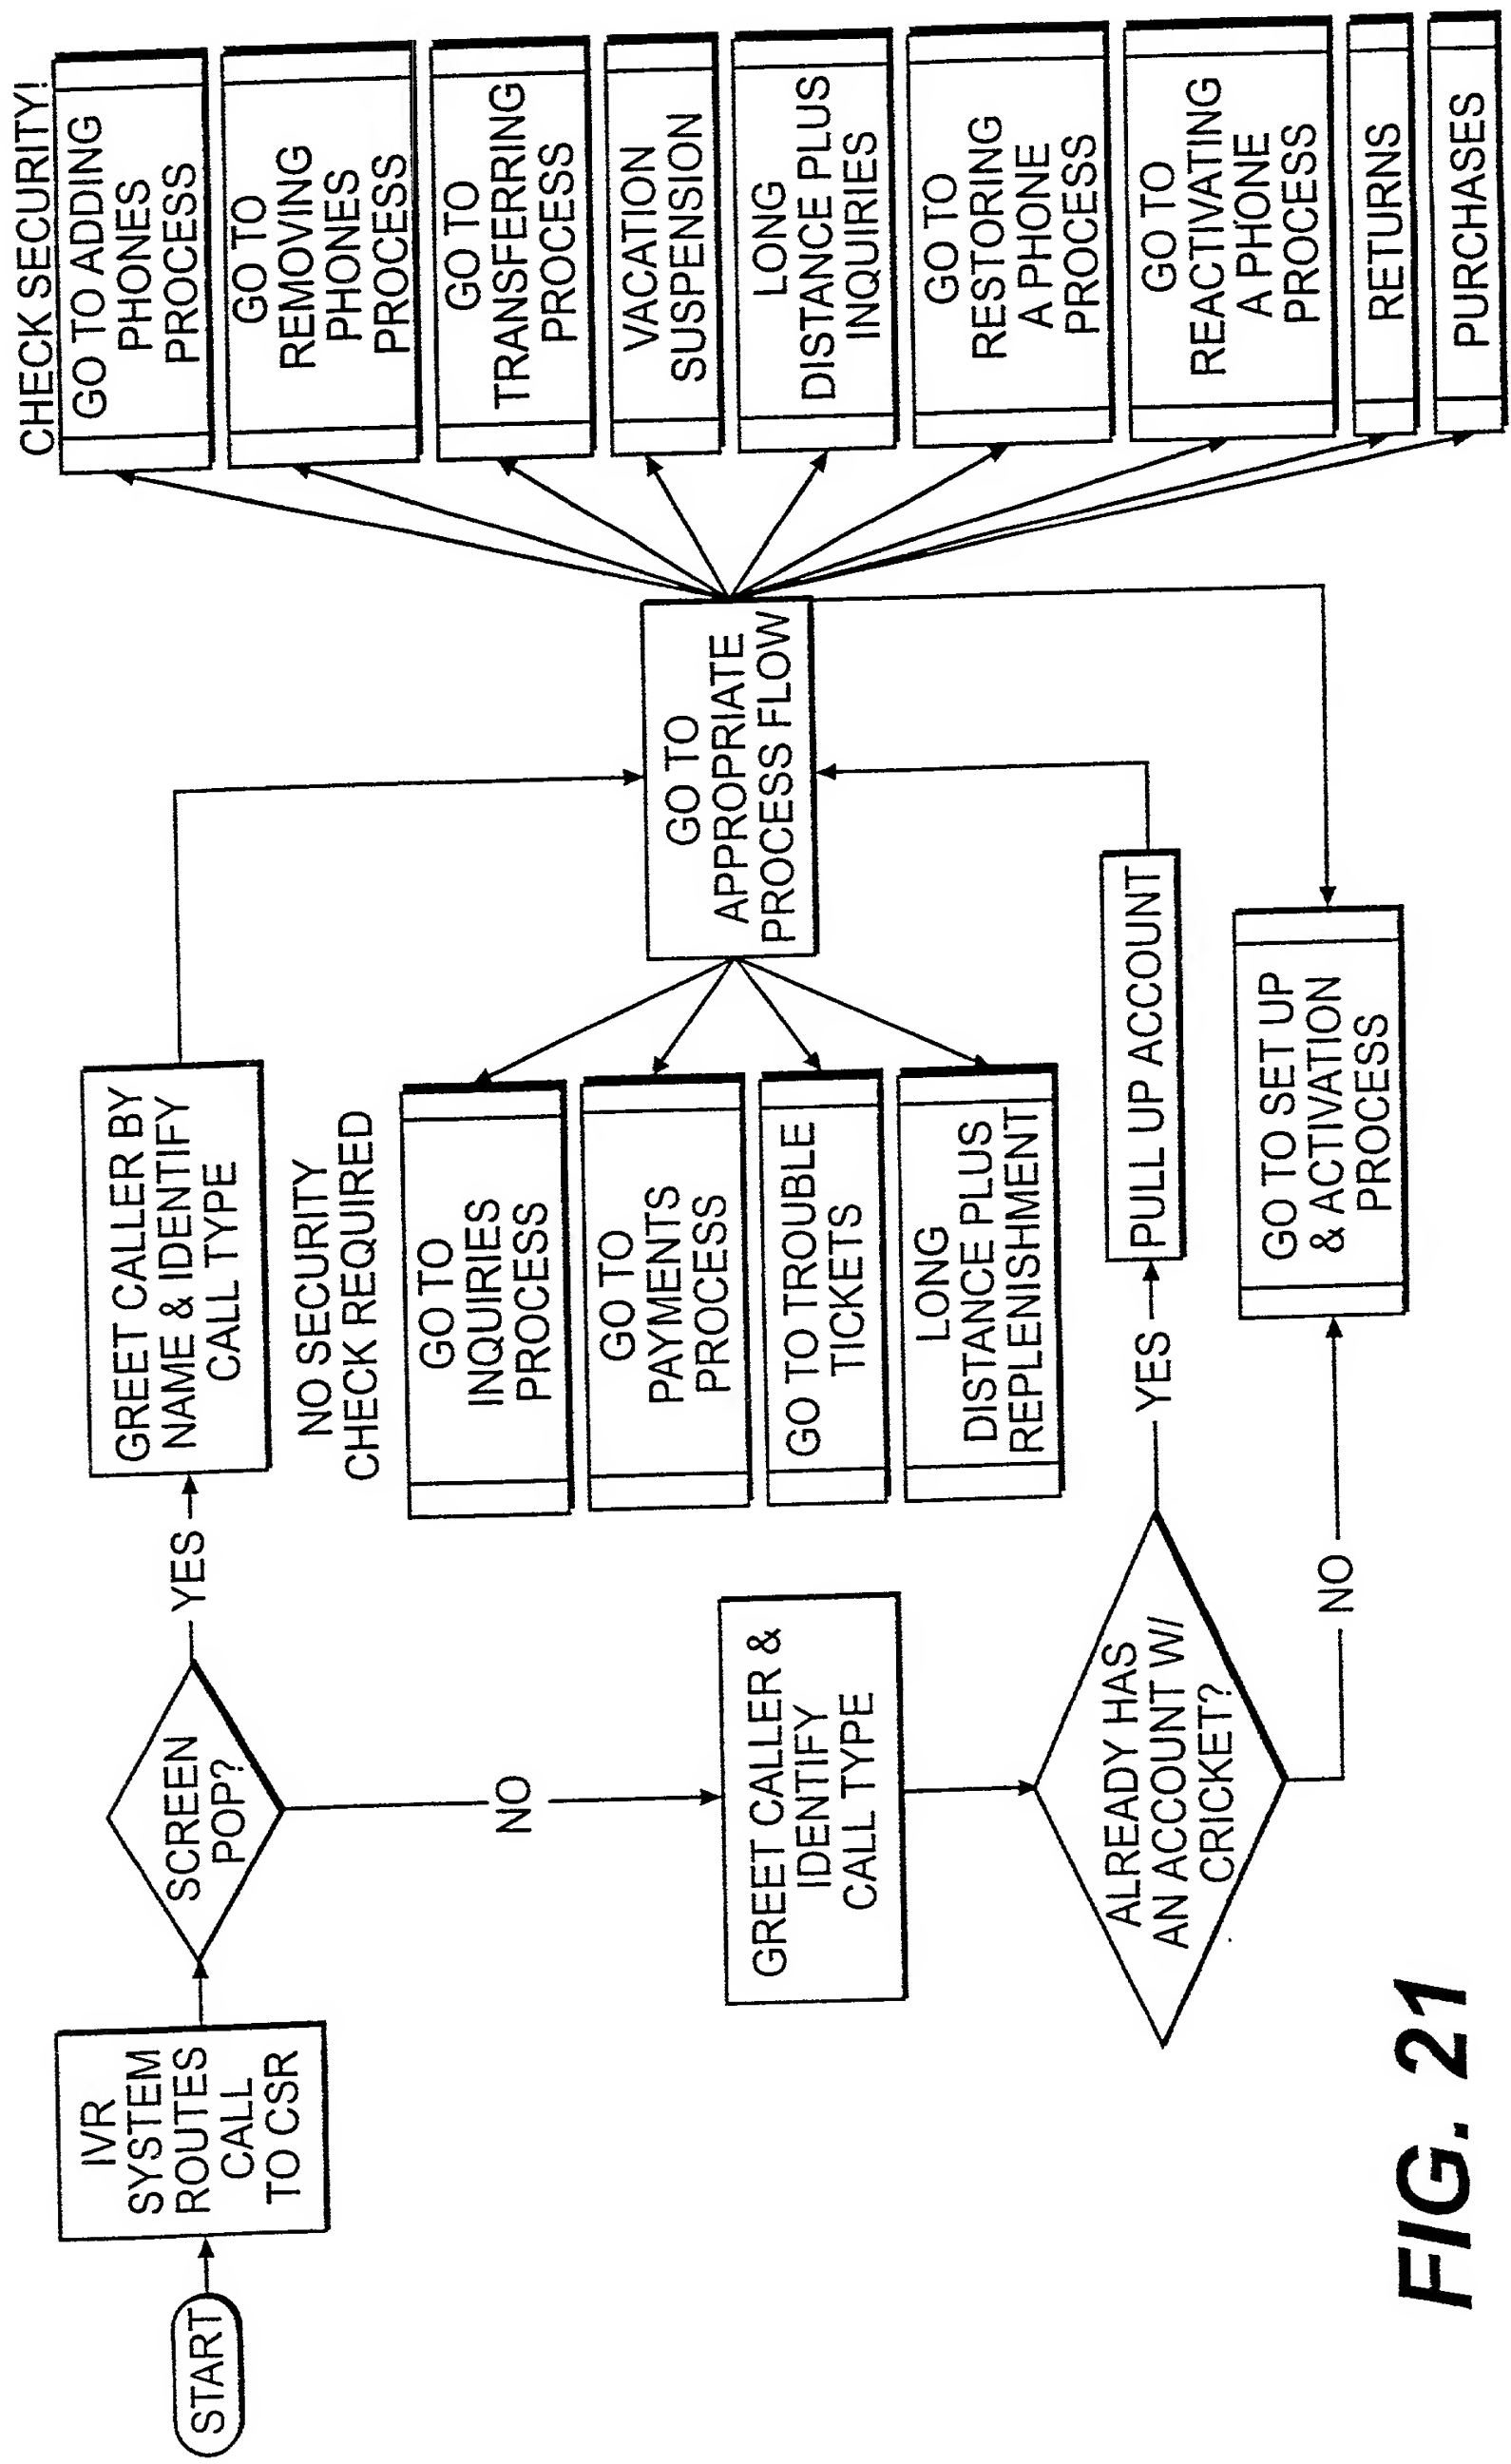 START
IVR
SYSTEM
ROUTES
CALL
TO CSR
SCREEN
POP?
YES
GREET CALLER BY
NAME & IDENTIFY
CALL TYPE
NO
GREET CALLER &
IDENTIFY
CALL TYPE
ALREADY HAS
AN ACCOUNT W/
CRICKET?
YES
PULL UP ACCOUNT
NO
GO TO SET UP
& ACTIVATION
PROCESS
NO SECURITY
CHECK REQUIRED
GO TO
INQUIRIES
PROCESS
GO TO
PAYMENTS
PROCESS
GO TO TROUBLE
TICKETS
LONG
DISTANCE PLUS
REPLENISHMENT
GO TO
APPROPRIATE
PROCESS FLOW
CHECK SECURITY!
GO TO ADDING
PHONES
PROCESS
GO TO
REMOVING
PHONES
PROCESS
GO TO
TRANSFERRING
PROCESS
VACATION
SUSPENSION
LONG
DISTANCE PLUS
INQUIRIES
GO TO
RESTORING
A PHONE
PROCESS
GO TO
REACTIVATING
A PHONE
PROCESS
RETURNS
PURCHASES
FIG. 21